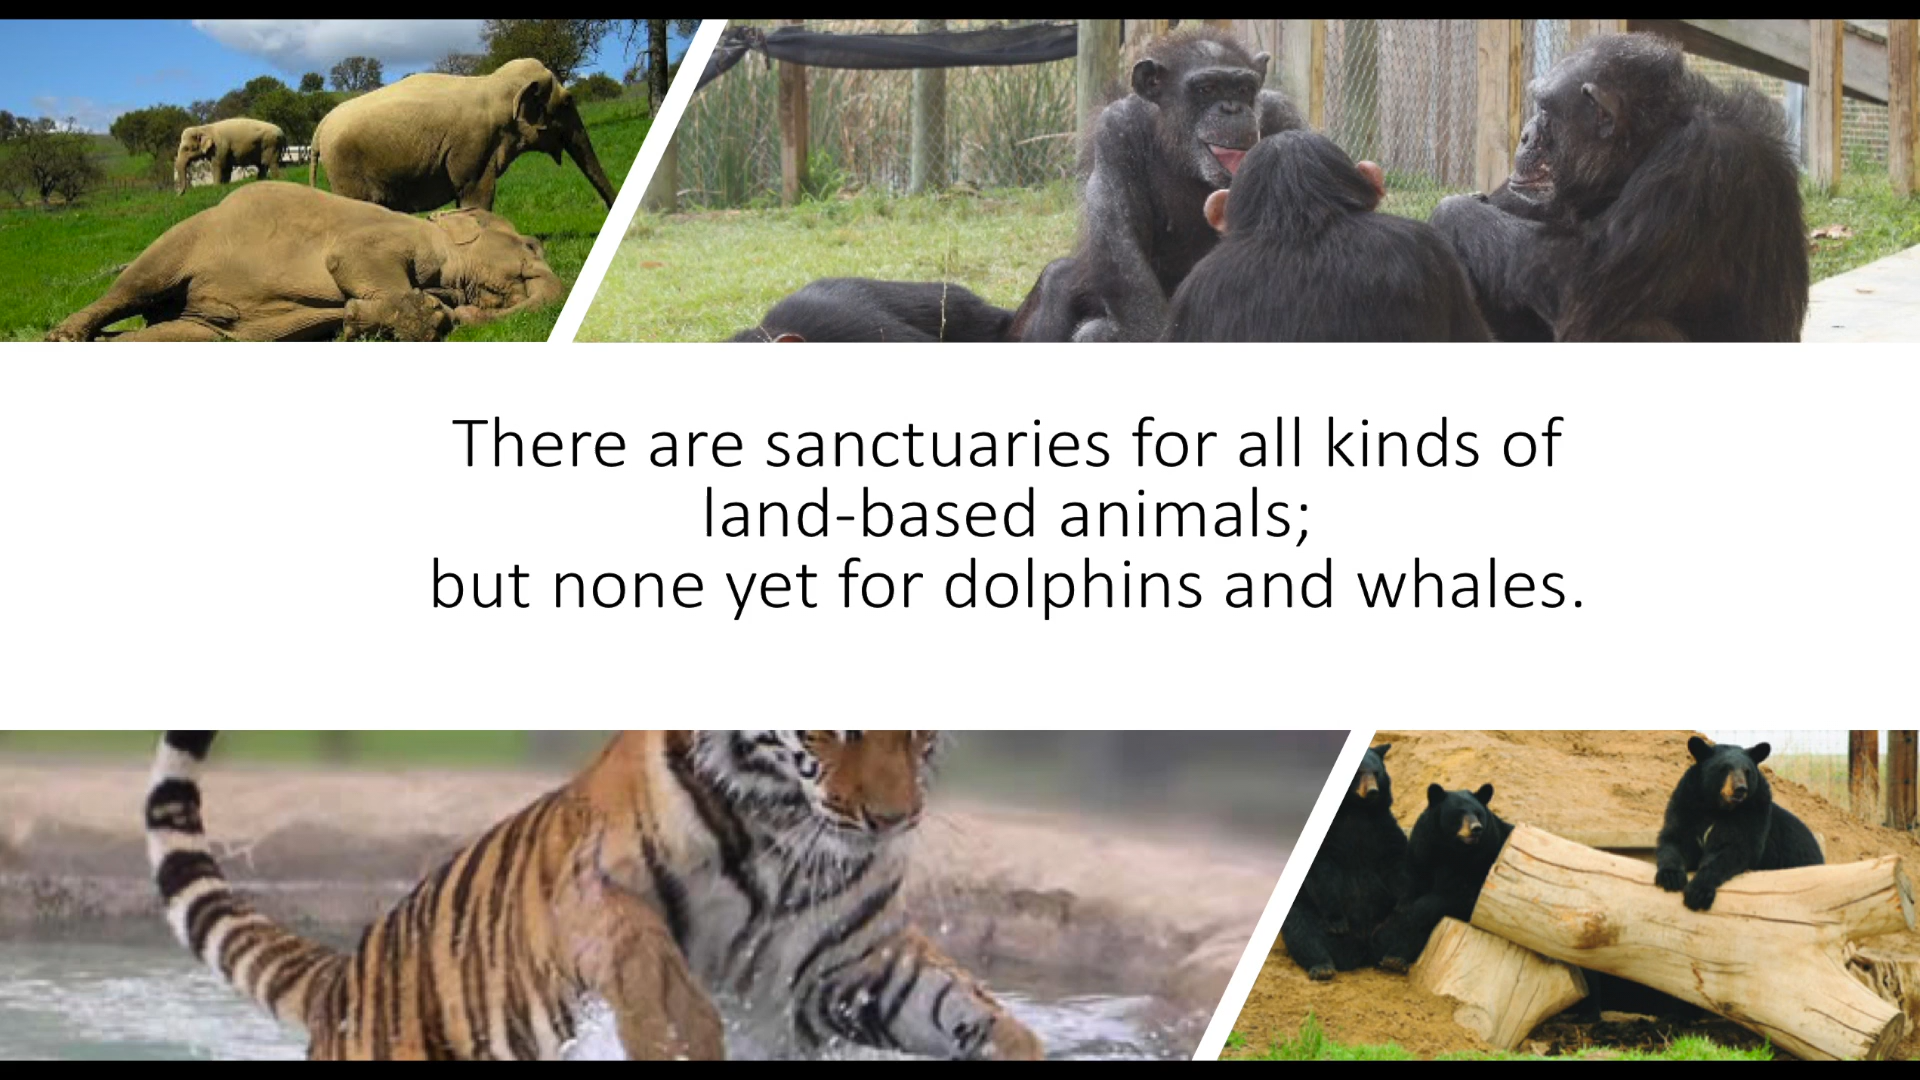 There are sanctuaries for all kinds of
land-based animals;
but none yet for dolphins and whales.